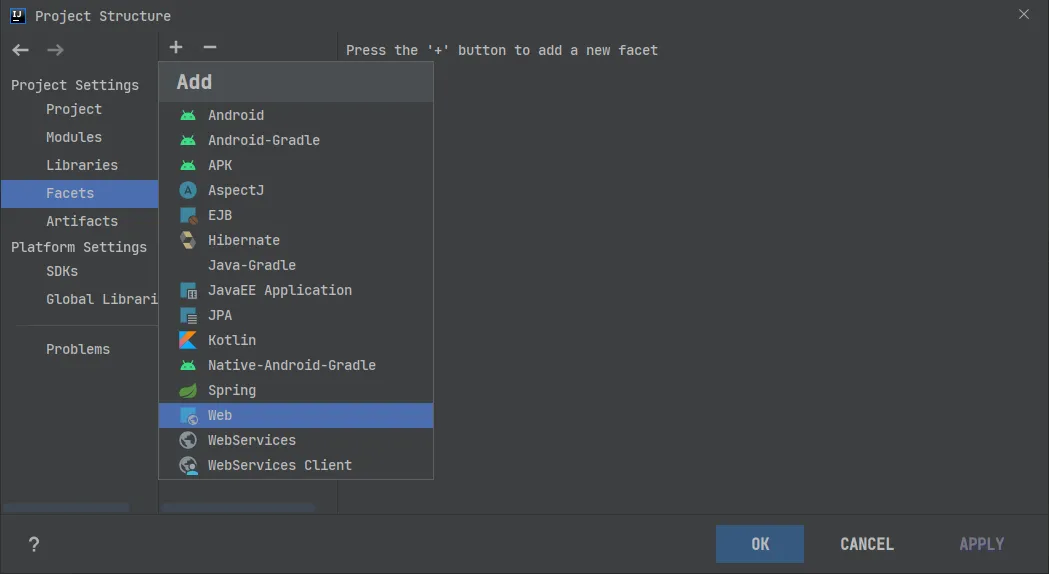 Project Structure
Press the '+' button to add a new facet
Project Settings
Project
Modules
Libraries
Facets
Artifacts
Platform Settings
SDKs
Global Librari
Problems
Add
Android
Android-Gradle
APK
AspectJ
EJB
Hibernate
Java-Gradle
JavaEE Application
JPA
Kotlin
Native-Android-Gradle
Spring
Web
WebServices
WebServices Client
?
OK
CANCEL
APPLY